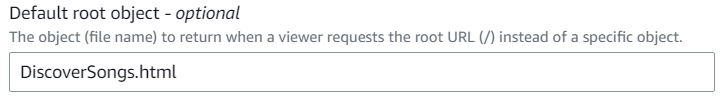 Default root object - optional
The object (file name) to return when a viewer requests the root URL (/) instead of a specific object.
DiscoverSongs.html